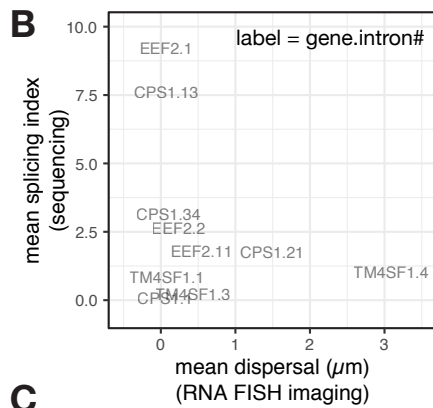 B
label = gene.intron#
10.0
7.5
5.0
2.5
0.0
mean splicing index
(sequencing)
EEF2.1
CPS1.13
CPS1.34
EEF2.2
EEF2.11
CPS1.21
TM4SF1.4
TM4SF1.1
TM4SF1.3
CPS1.1
0
1
2
3
mean dispersal (µm)
(RNA FISH imaging)
C